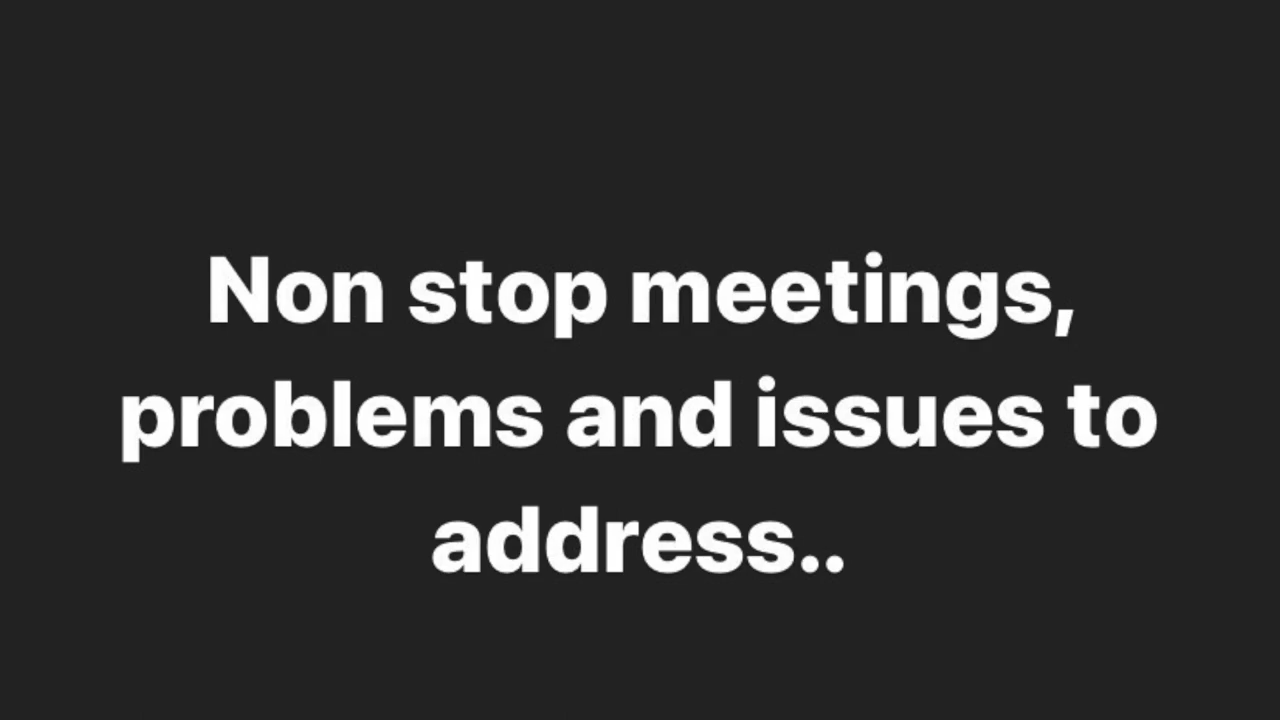 Non stop meetings,
problems and issues to
address..